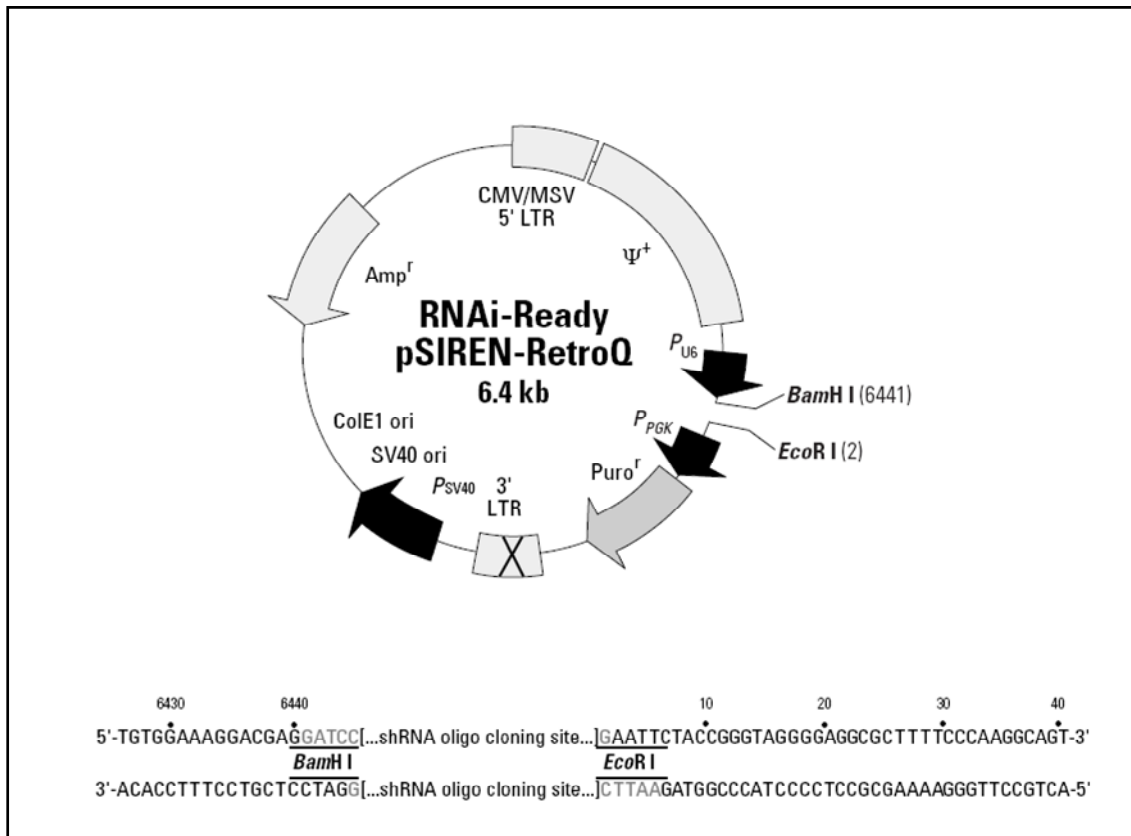 CMV/MSV
5' LTR
Ψ+
Ampr
RNAi-Ready
pSIREN-RetroQ
6.4 kb
PU6
BamH I (6441)
PPGK
EcoR I (2)
ColE1 ori
SV40 ori
PSV40
3'
LTR
Puror
6430 6440 10 20 30 40
5'-TGTGGAAAGGACGAGGATCC[...shRNA oligo cloning site...]GAATTCTACCGGGTAGGGGAGGCGCTTTTCCCAAGGCAGT-3'
BamH I EcoR I
3'-ACACCTTTCCTGCTCCTAGG[...shRNA oligo cloning site...]CTTAAGATGGCCCATCCCCTCCGCGAAAAGGGTTCCGTCA-5'